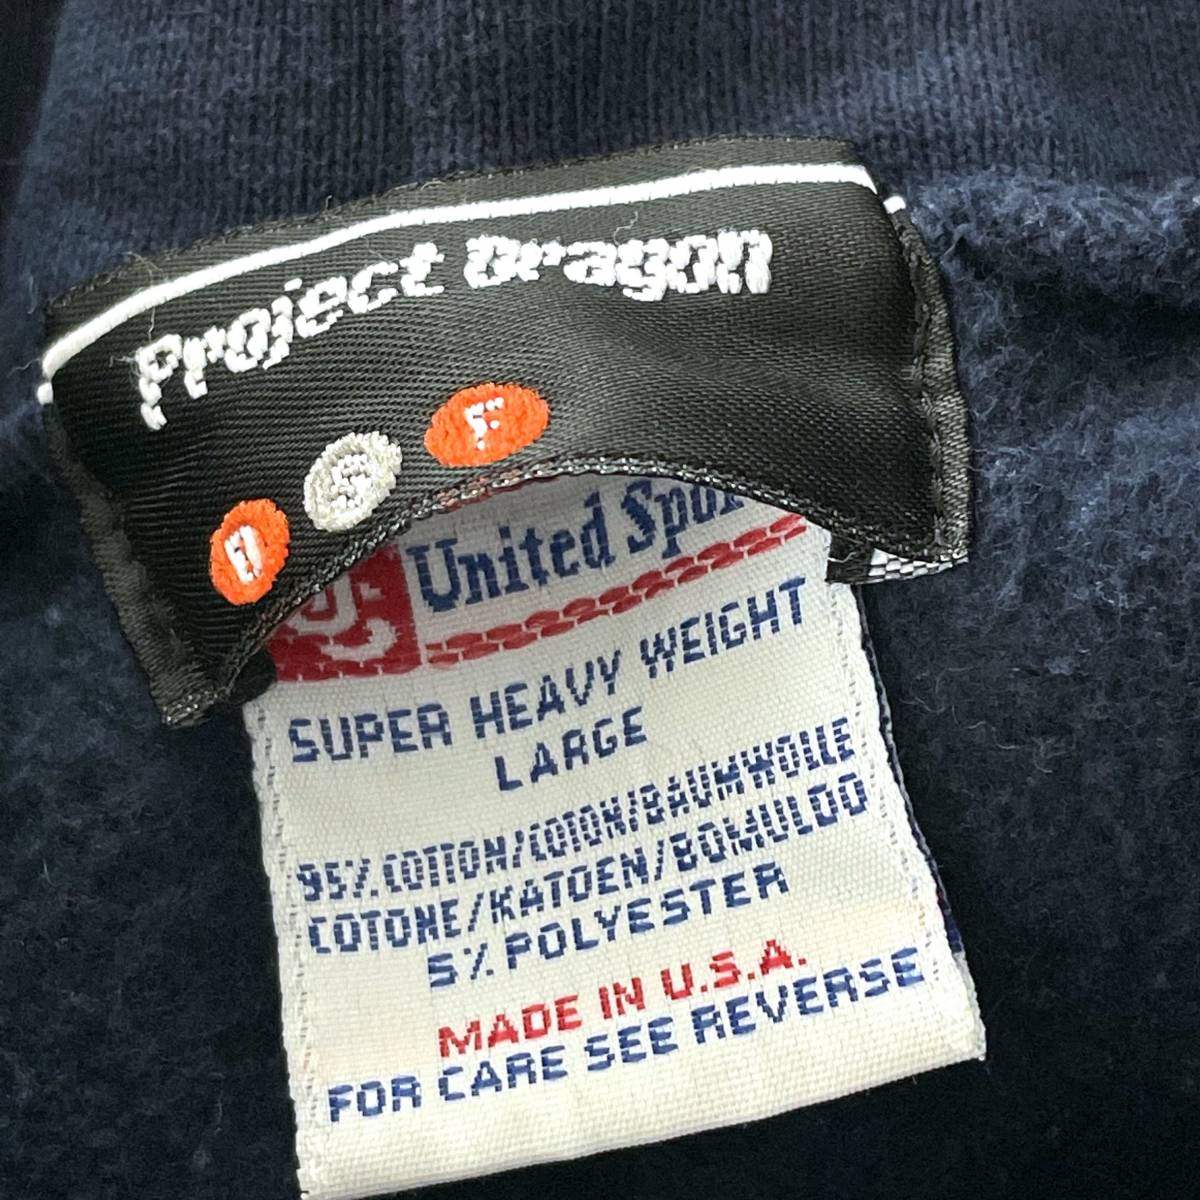 Project Dragon
F
United Spor
SUPER HEAVY WEIGHT
LARGE
95% COTTON/COTON/BAUMWOLLE
COTONE/KATOEN/BOMULDO
5% POLYESTER
MADE IN U.S.A.
FOR CARE SEE REVERSE